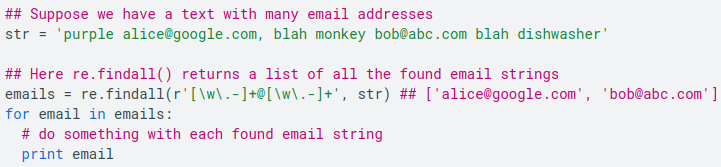 ## Suppose we have a text with many email addresses
str = 'purple alice@google.com, blah monkey bob@abc.com blah dishwasher'
## Here re.findall() returns a list of all the found email strings
emails = re.findall(r'[\w\.-]+@[\w\.-]+', str) ## ['alice@google.com', 'bob@abc.com']
for email in emails:
  # do something with each found email string
  print email